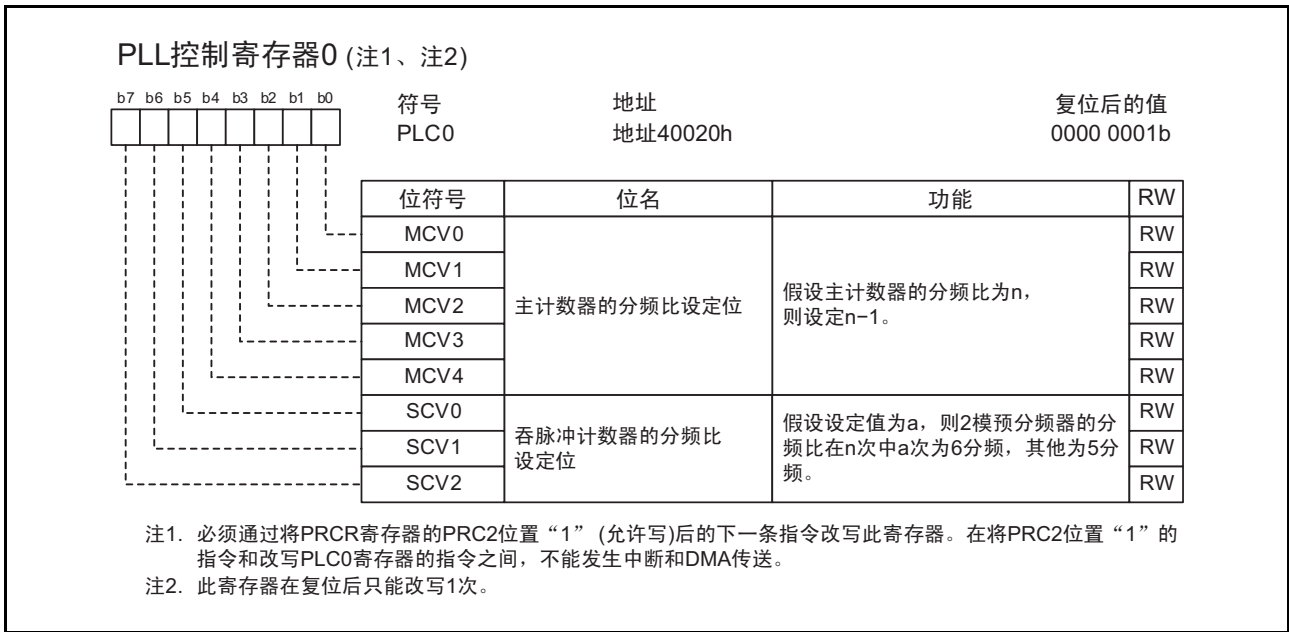 PLL控制寄存器0 (注1、注2)
b7 b6 b5 b4 b3 b2 b1 b0
符号 地址 复位后的值
PLC0 地址40020h 0000 0001b
位符号 位名 功能 RW
MCV0 RW
MCV1 RW
MCV2 主计数器的分频比设定位 假设主计数器的分频比为n， RW
则设定n−1。
MCV3 RW
MCV4 RW
SCV0 RW
SCV1 吞脉冲计数器的分频比 假设设定值为a，则2模预分频器的分 RW
设定位 频比在n次中a次为6分频，其他为5分
频。
SCV2 RW
注1. 必须通过将PRCR寄存器的PRC2位置“1” (允许写)后的下一条指令改写此寄存器。在将PRC2位置“1”的
指令和改写PLC0寄存器的指令之间，不能发生中断和DMA传送。
注2. 此寄存器在复位后只能改写1次。